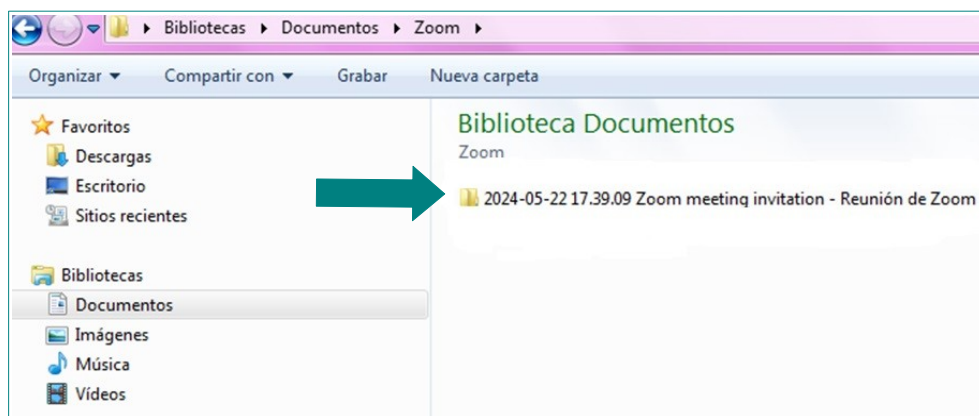 Bibliotecas Documentos Zoom
Organizar Compartir con Grabar Nueva carpeta
Favoritos
Descargas
Escritorio
Sitios recientes
Bibliotecas
Documentos
Imágenes
Música
Vídeos
Biblioteca Documentos
Zoom
2024-05-22 17.39.09 Zoom meeting invitation - Reunión de Zoom